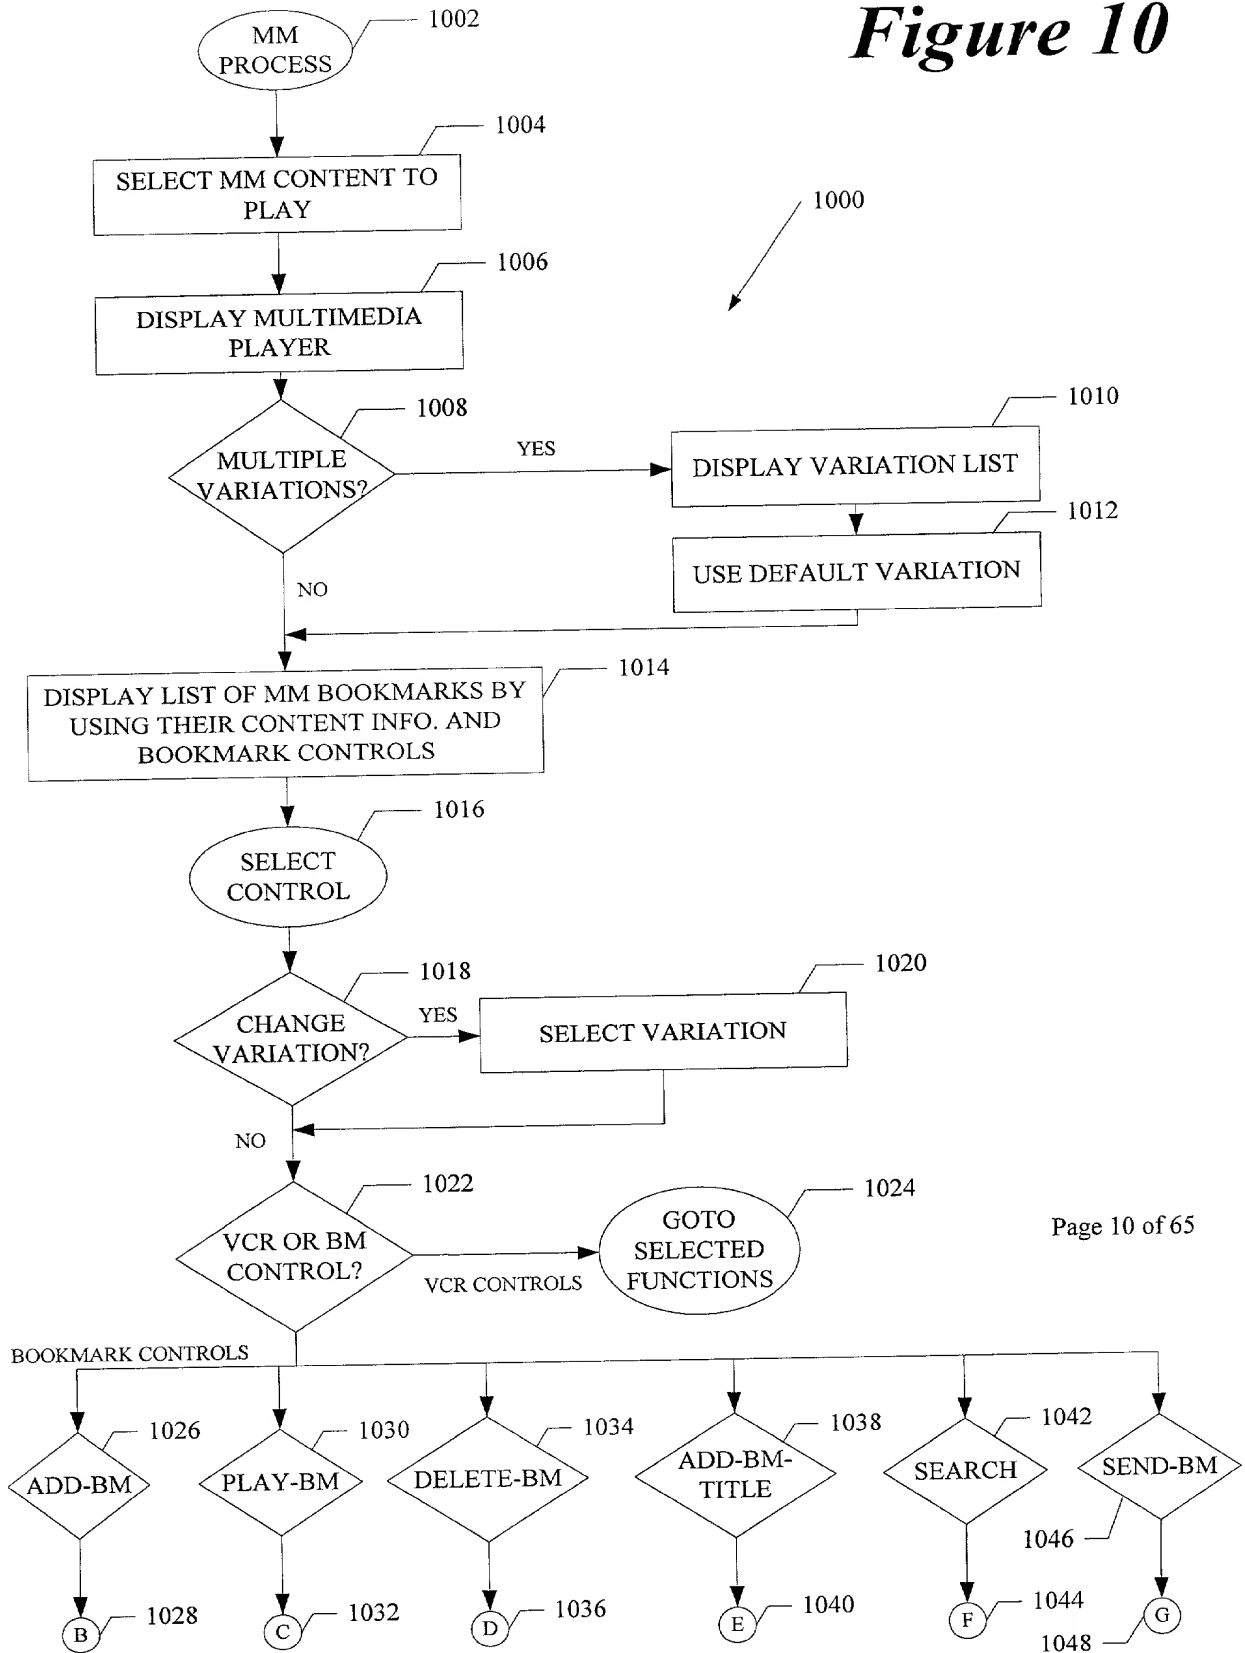 Figure 10
1002
MM
PROCESS
1004
SELECT MM CONTENT TO
PLAY
1000
1006
DISPLAY MULTIMEDIA
PLAYER
1008
MULTIPLE
VARIATIONS?
YES
1010
DISPLAY VARIATION LIST
1012
USE DEFAULT VARIATION
NO
1014
DISPLAY LIST OF MM BOOKMARKS BY
USING THEIR CONTENT INFO. AND
BOOKMARK CONTROLS
1016
SELECT
CONTROL
1018
CHANGE
VARIATION?
YES
1020
SELECT VARIATION
NO
1022
VCR OR BM
CONTROL?
VCR CONTROLS
1024
GOTO
SELECTED
FUNCTIONS
Page 10 of 65
BOOKMARK CONTROLS
1026
ADD-BM
1030
PLAY-BM
1034
DELETE-BM
1038
ADD-BM-
TITLE
1042
SEARCH
SEND-BM
1046
B
1028
C
1032
D
1036
E
1040
F
1044
G
1048